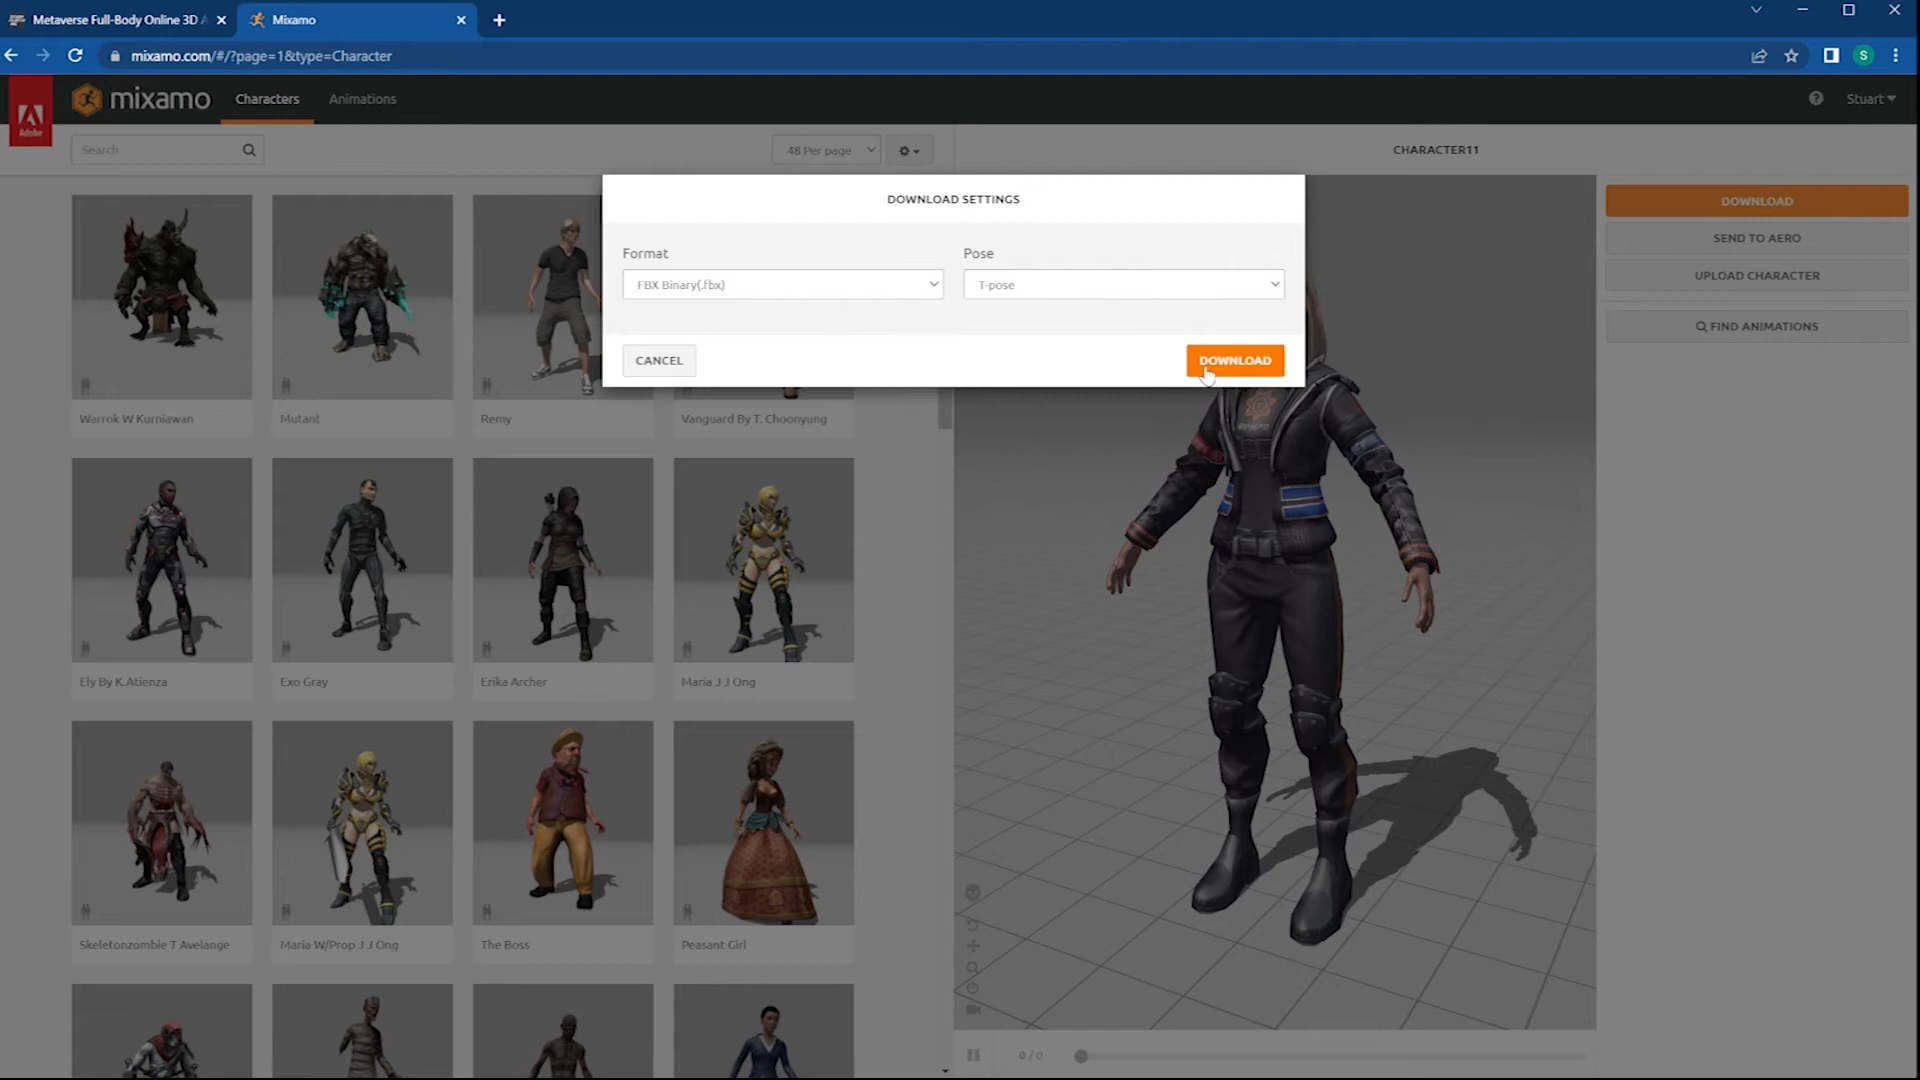 Metaverse Full-Body Online 3D A
Mixamo
mixamo.com/#/?page=1&type=Character
S
Adobe
mixamo
Characters
Animations
Stuart
Search
48 Per page
CHARACTER11
DOWNLOAD SETTINGS
Format
Pose
FBX Binary(.fbx)
T-pose
CANCEL
DOWNLOAD
DOWNLOAD
SEND TO AERO
UPLOAD CHARACTER
FIND ANIMATIONS
Warrok W Kurniawan
Mutant
Remy
Vanguard By T. Choonyung
Ely By K.Atienza
Exo Gray
Erika Archer
Maria J J Ong
Skeletonzombie T Avelange
Maria W/Prop J J Ong
The Boss
Peasant Girl
0 / 0